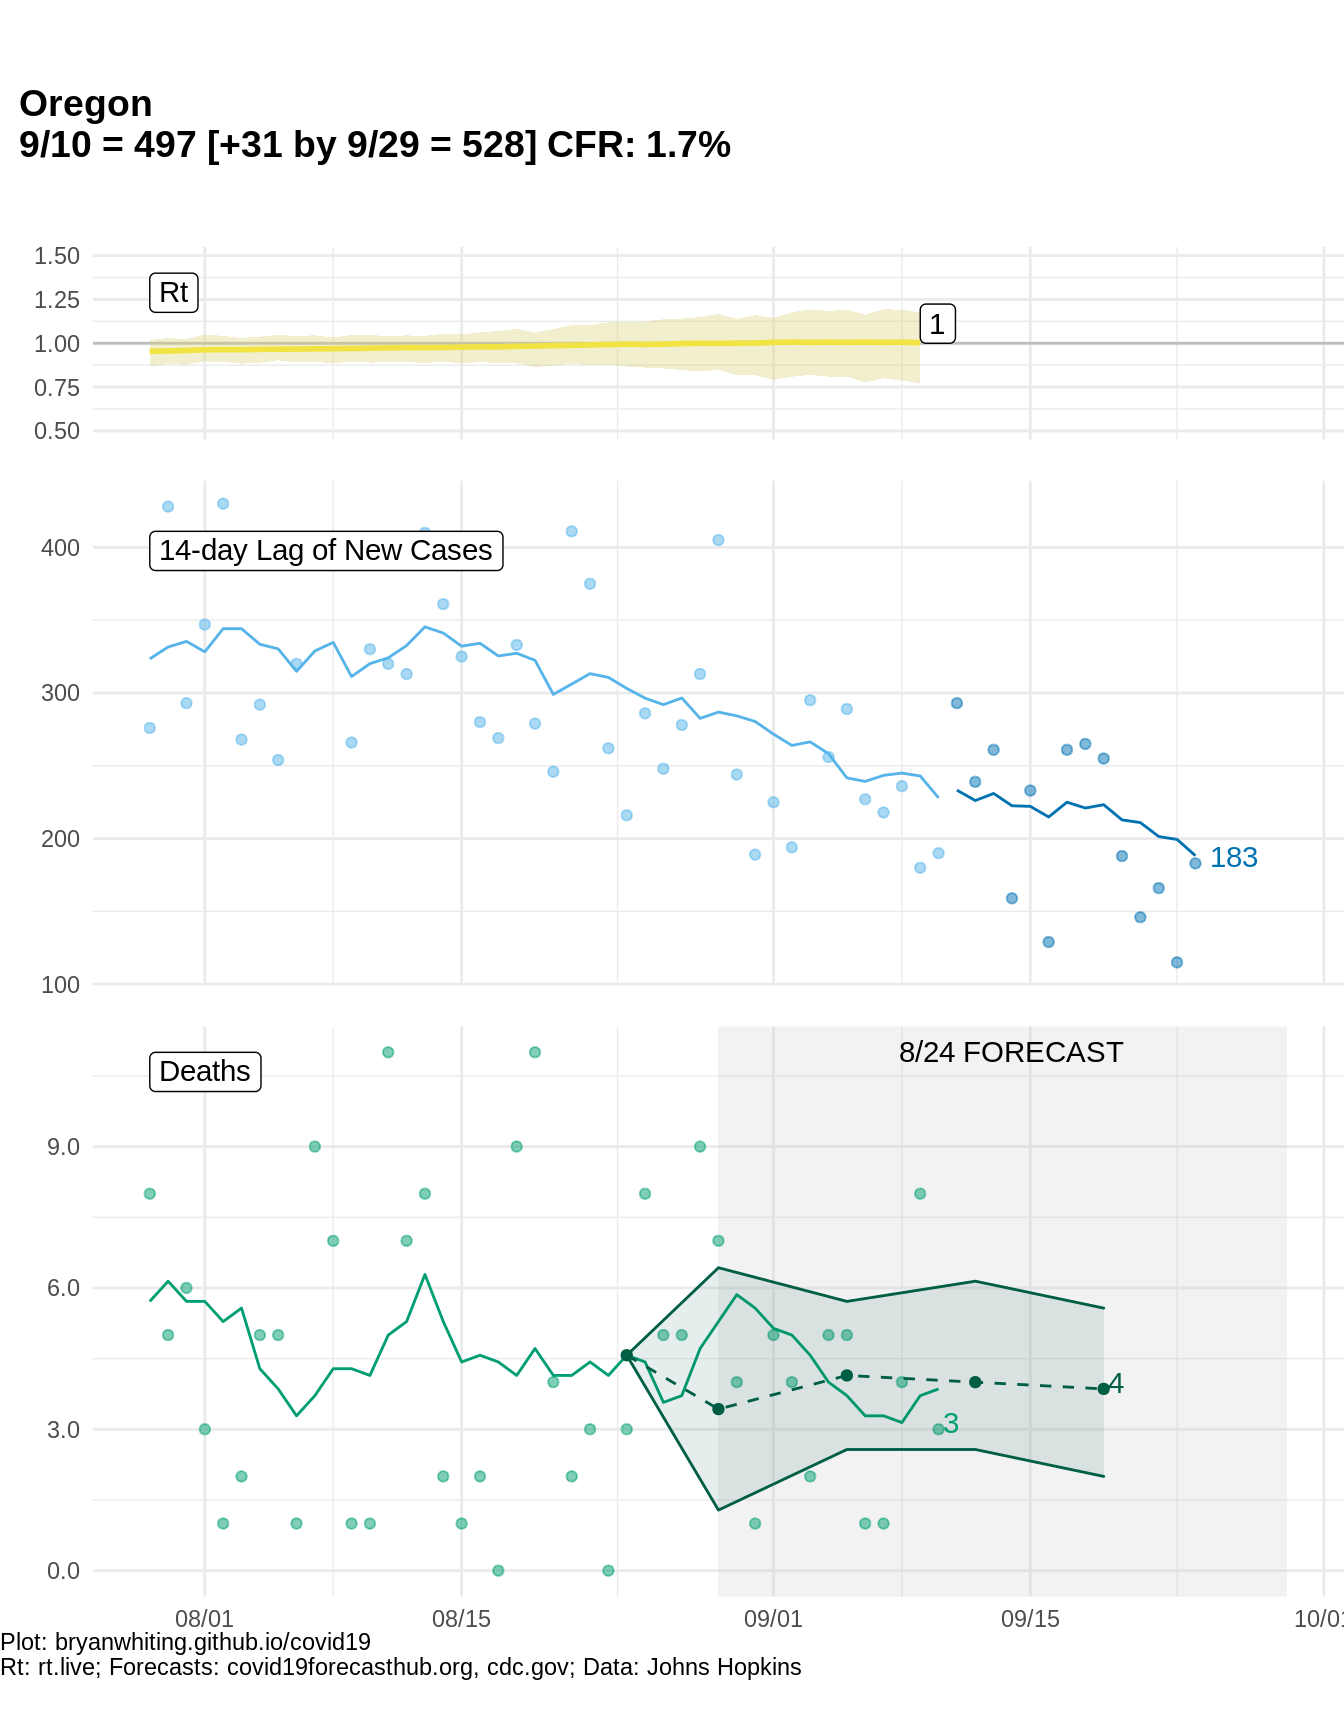 Oregon
9/10 = 497 [+31 by 9/29 = 528] CFR: 1.7%
1.50
1.25
1.00
0.75
0.50
Rt
1
400
300
200
100
14-day Lag of New Cases
183
9.0
6.0
3.0
0.0
Deaths
8/24 FORECAST
4
3
08/01
08/15
09/01
09/15
10/01
Plot: bryanwhiting.github.io/covid19
Rt: rt.live; Forecasts: covid19forecasthub.org, cdc.gov; Data: Johns Hopkins